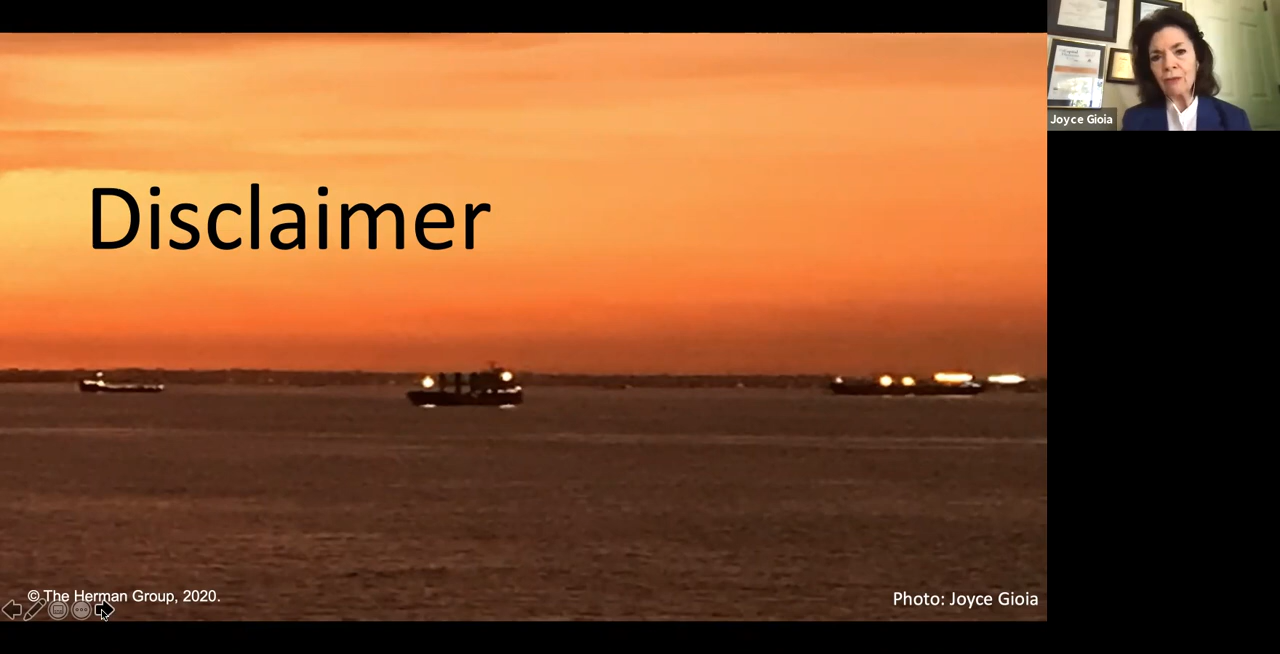 Disclaimer
© The Herman Group, 2020.
Photo: Joyce Gioia
Joyce Gioia